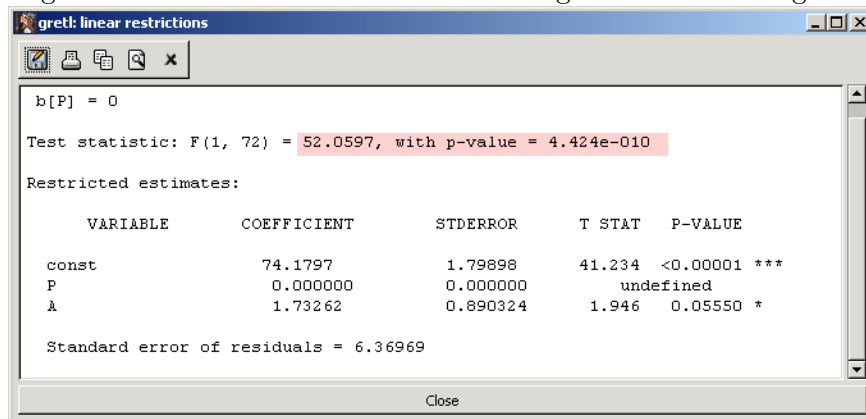 gretl: linear restrictions
b[P] = 0
Test statistic: F(1, 72) = 52.0597, with p-value = 4.424e-010
Restricted estimates:
VARIABLE COEFFICIENT STDERROR T STAT P-VALUE
const 74.1797 1.79898 41.234 <0.00001 ***
P 0.000000 0.000000 undefined
A 1.73262 0.890324 1.946 0.05550 *
Standard error of residuals = 6.36969
Close